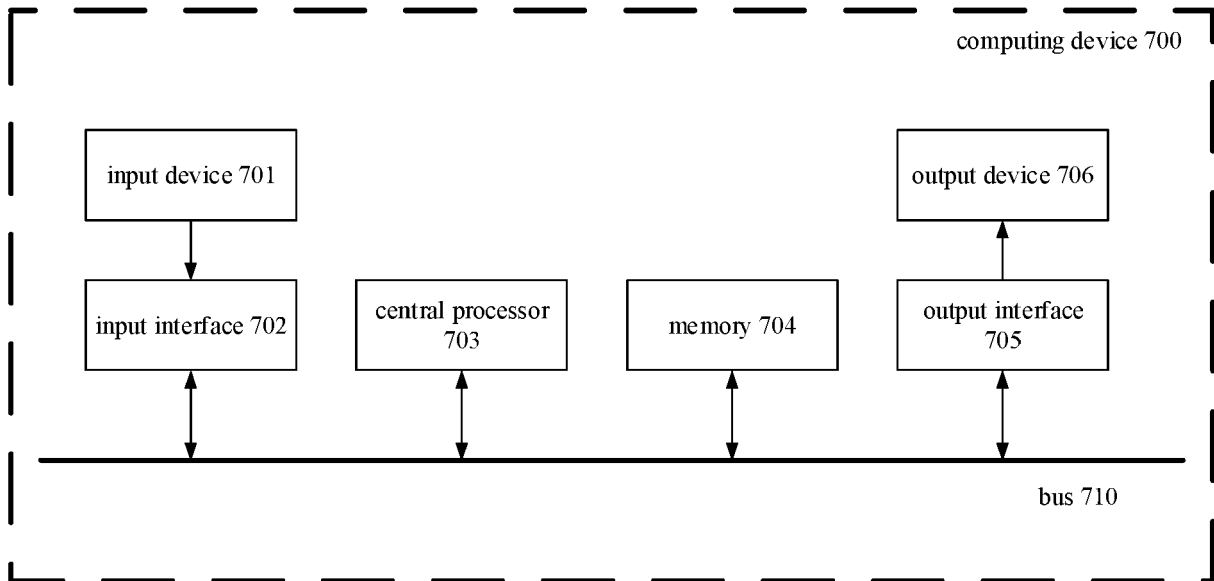 computing device 700
input device 701
output device 706
input interface 702
central processor
703
memory 704
output interface
705
bus 710